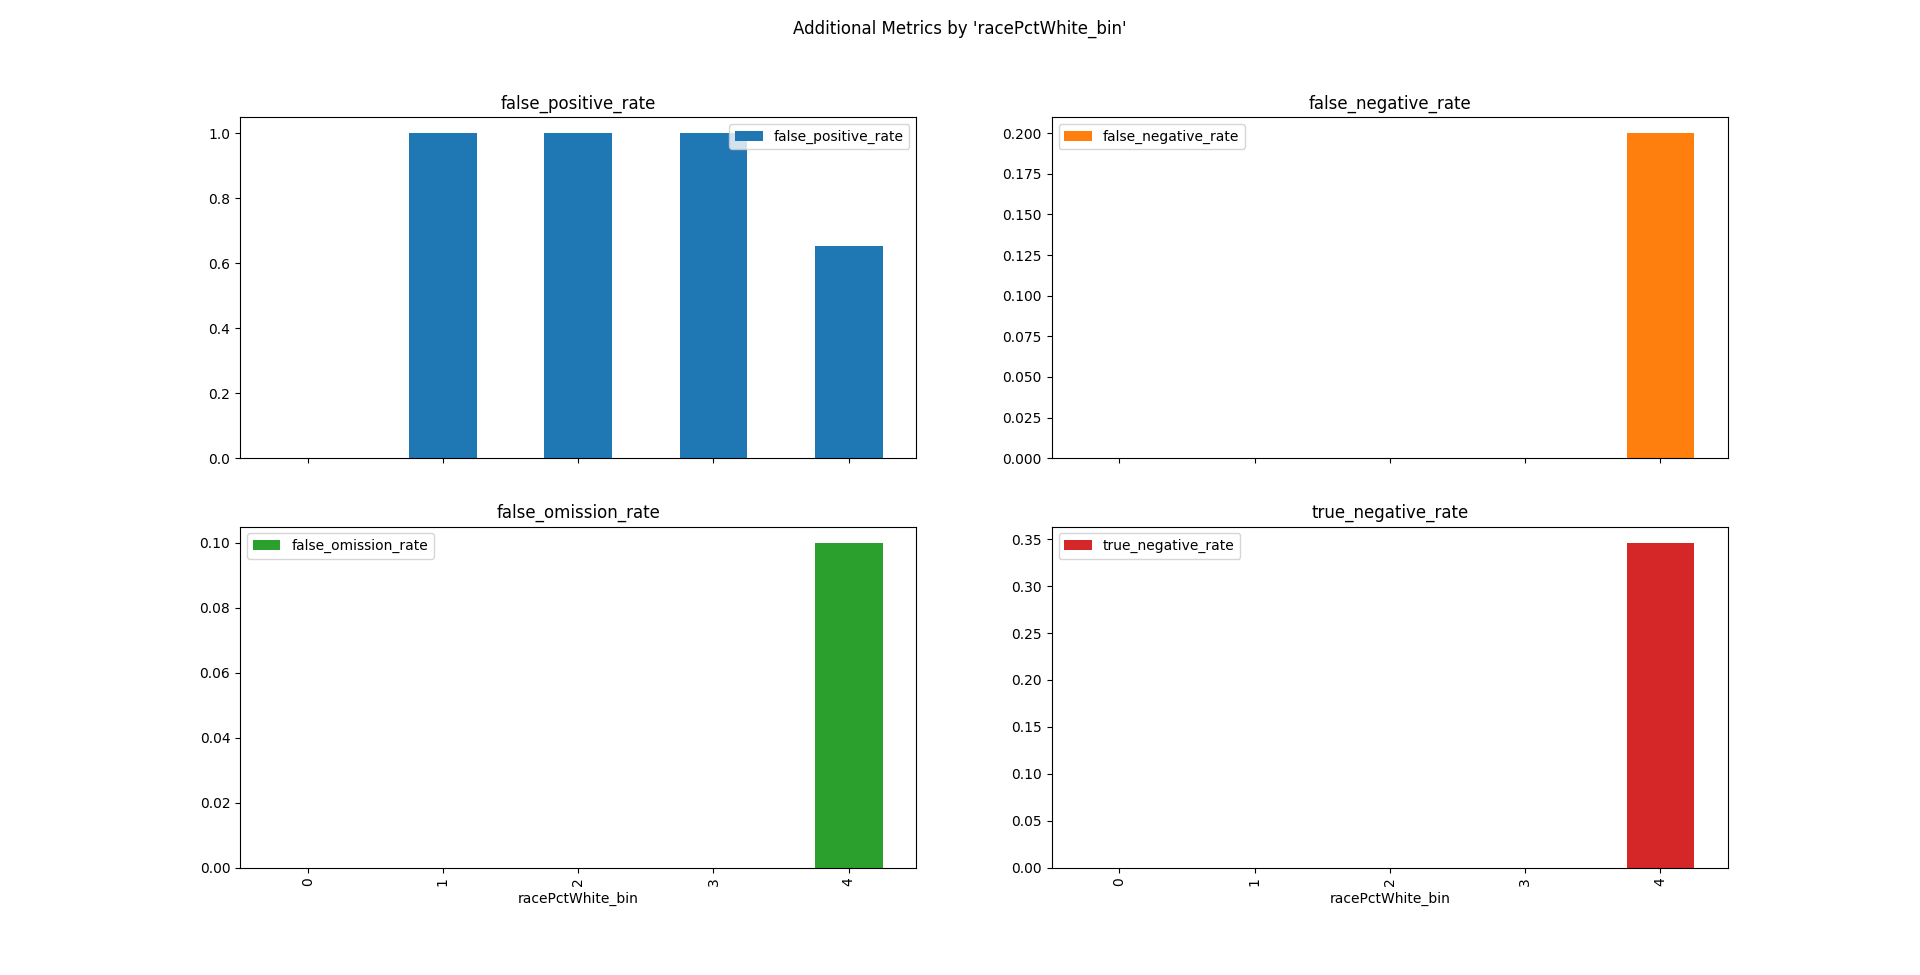 Additional Metrics by 'racePctWhite_bin'
false_positive_rate
1.0
0.8
0.6
0.4
0.2
0.0
false_positive_rate
false_negative_rate
0.200
0.175
0.150
0.125
0.100
0.075
0.050
0.025
0.000
false_negative_rate
false_omission_rate
0.10
0.08
0.06
0.04
0.02
0.00
false_omission_rate
0 1 2 3 4
racePctWhite_bin
true_negative_rate
0.35
0.30
0.25
0.20
0.15
0.10
0.05
0.00
true_negative_rate
0 1 2 3 4
racePctWhite_bin